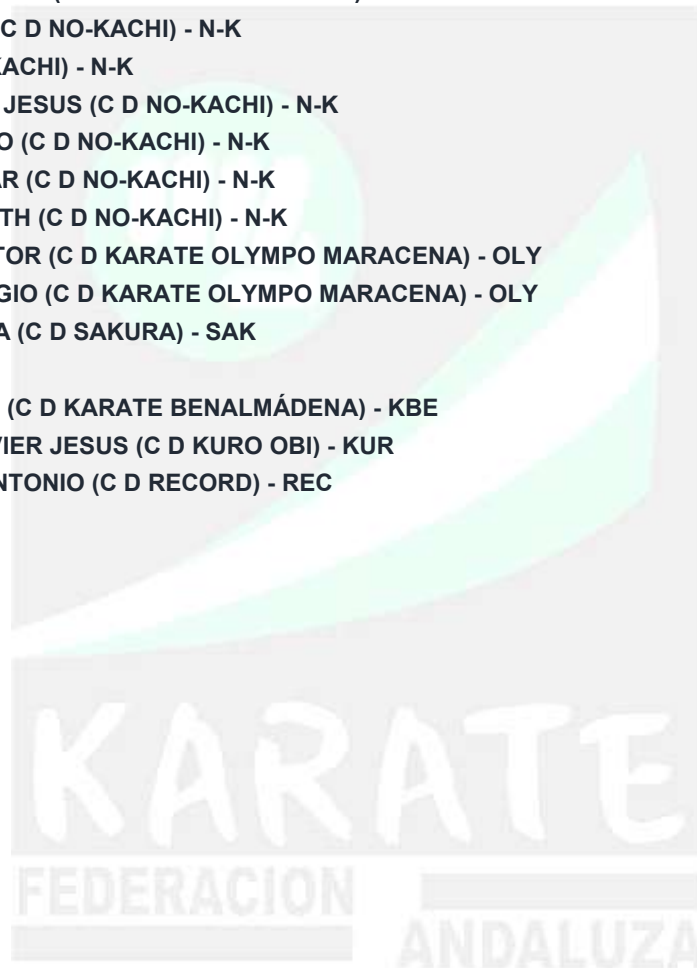 C D NO-KACHI) - N-K
KACHI) - N-K
JESUS (C D NO-KACHI) - N-K
O (C D NO-KACHI) - N-K
AR (C D NO-KACHI) - N-K
TH (C D NO-KACHI) - N-K
TOR (C D KARATE OLYMPO MARACENA) - OLY
GIO (C D KARATE OLYMPO MARACENA) - OLY
A (C D SAKURA) - SAK
(C D KARATE BENALMÁDENA) - KBE
VIER JESUS (C D KURO OBI) - KUR
NTONIO (C D RECORD) - REC
KARATE
FEDERACION
ANDALUZA